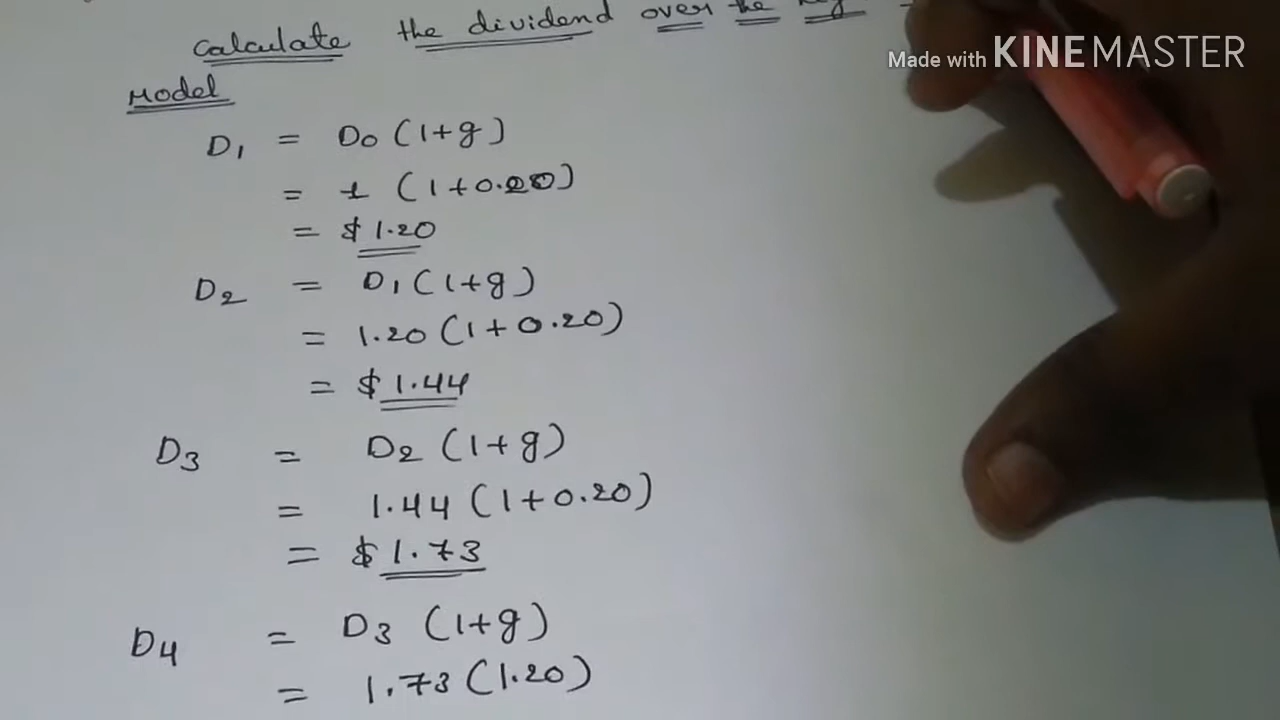 Calculate the dividend over the
Made with KINEMASTER
Model
D1 = D0 (1+g)
= 1 (1+0.20)
= $1.20
D2 = D1 (1+g)
= 1.20 (1+0.20)
= $1.44
D3 = D2 (1+g)
= 1.44 (1+0.20)
= $1.73
D4 = D3 (1+g)
= 1.73 (1.20)